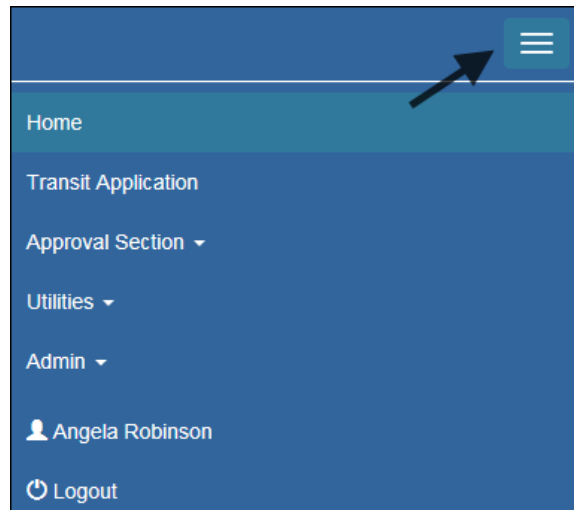 Home
Transit Application
Approval Section
Utilities
Admin
Angela Robinson
Logout